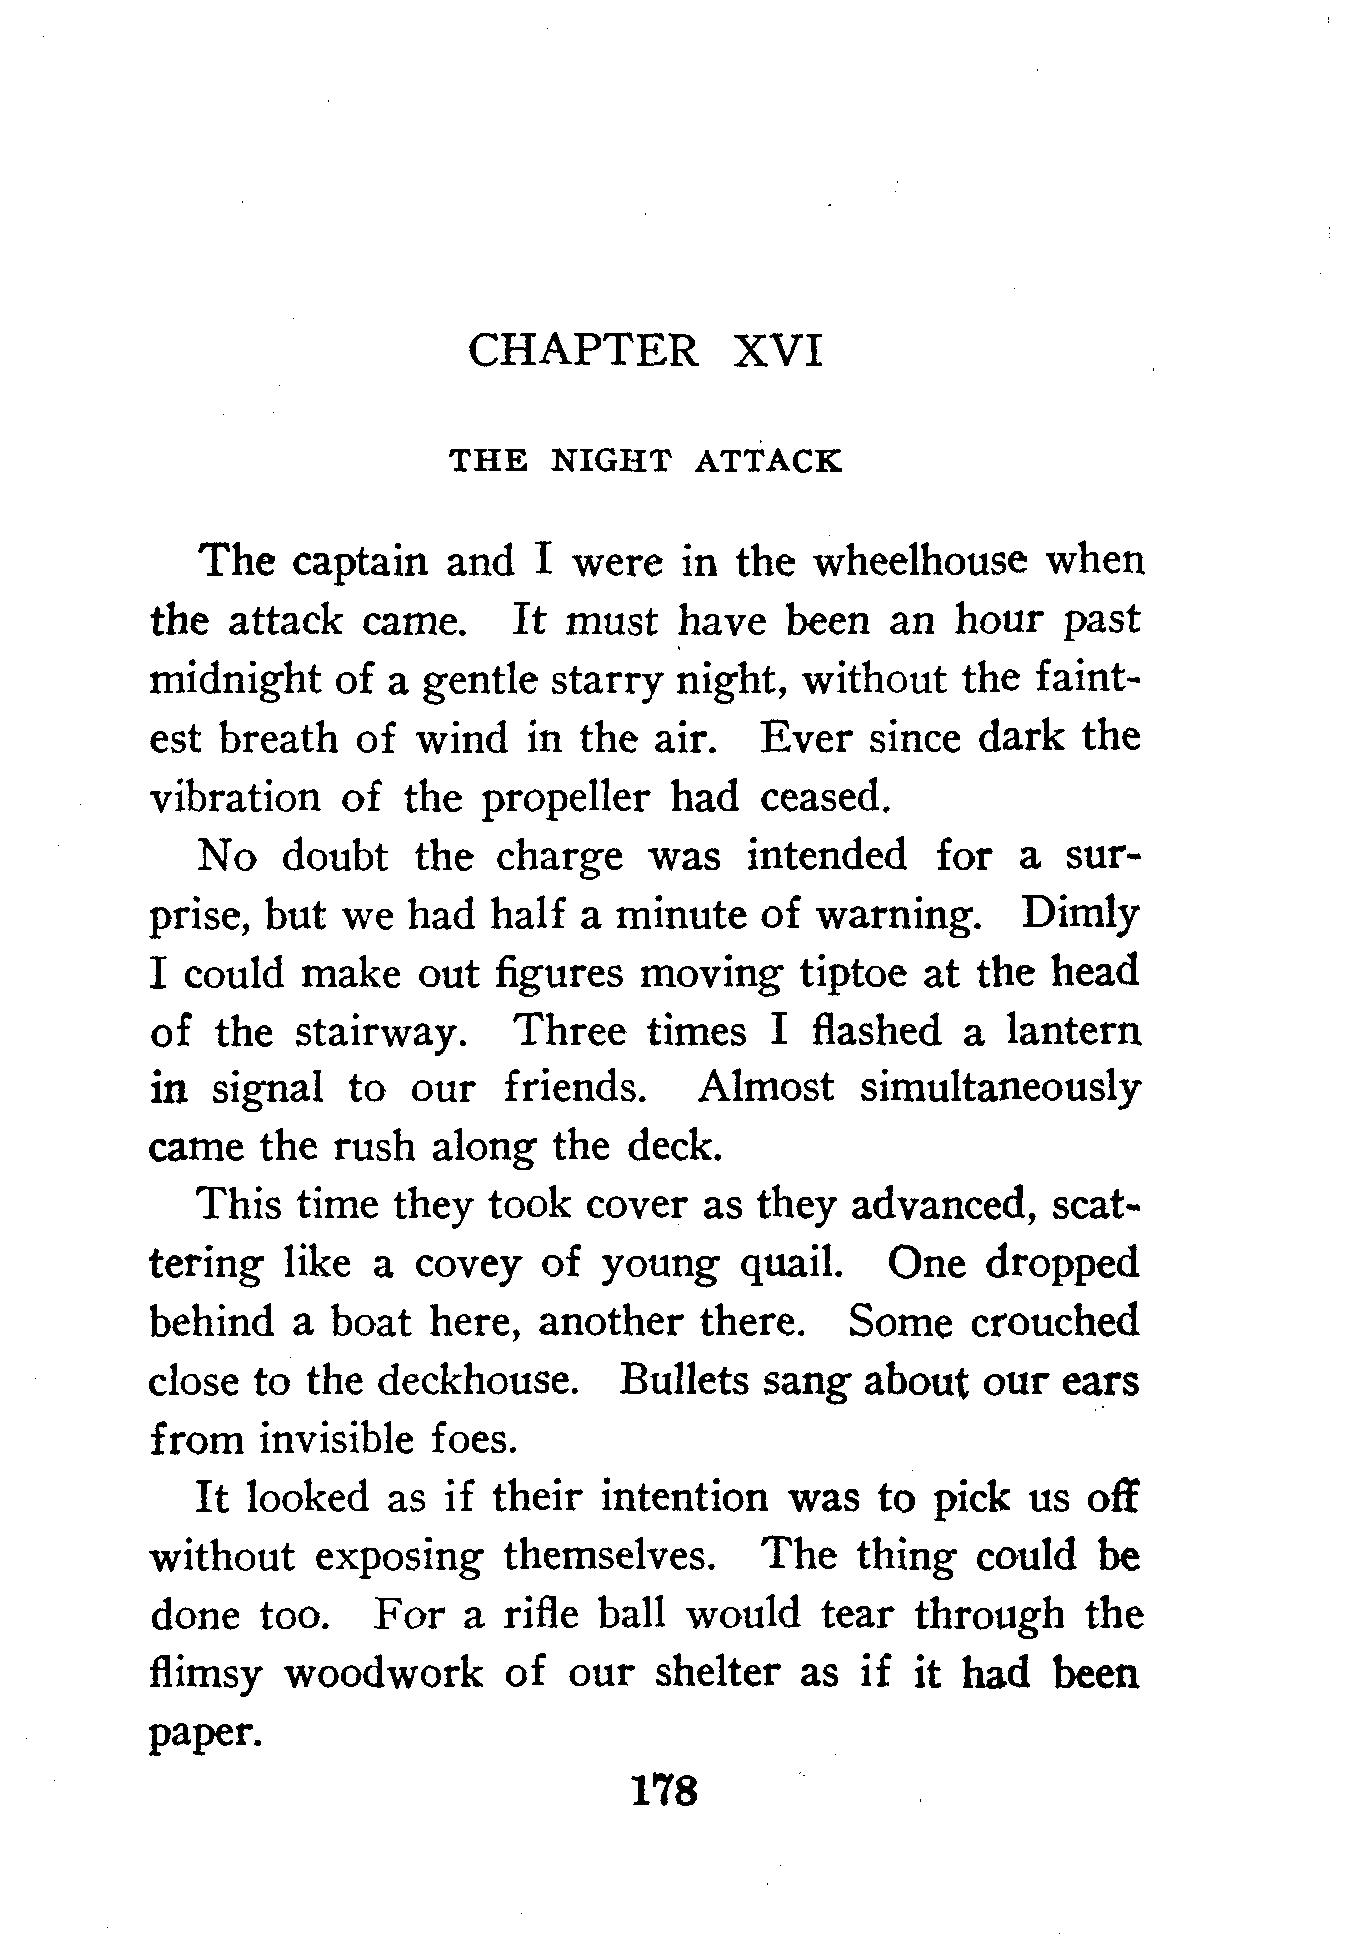 CHAPTER XVI
THE NIGHT ATTACK
The captain and I were in the wheelhouse when
the attack came. It must have been an hour past
midnight of a gentle starry night, without the faint-
est breath of wind in the air. Ever since dark the
vibration of the propeller had ceased.
No doubt the charge was intended for a sur-
prise, but we had half a minute of warning. Dimly
I could make out figures moving tiptoe at the head
of the stairway. Three times I flashed a lantern
in signal to our friends. Almost simultaneously
came the rush along the deck.
This time they took cover as they advanced, scat-
tering like a covey of young quail. One dropped
behind a boat here, another there. Some crouched
close to the deckhouse. Bullets sang about our ears
from invisible foes.
It looked as if their intention was to pick us off
without exposing themselves. The thing could be
done too. For a rifle ball would tear through the
flimsy woodwork of our shelter as if it had been
paper.
178